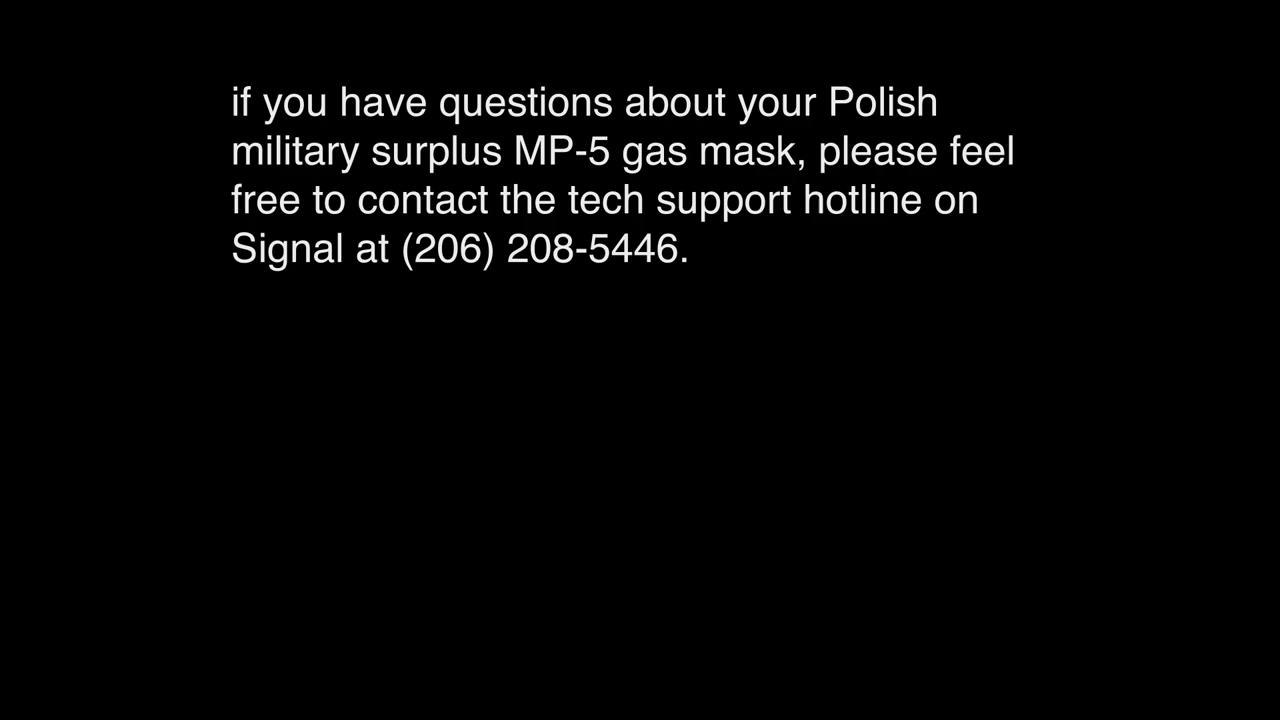 if you have questions about your Polish
military surplus MP-5 gas mask, please feel
free to contact the tech support hotline on
Signal at (206) 208-5446.